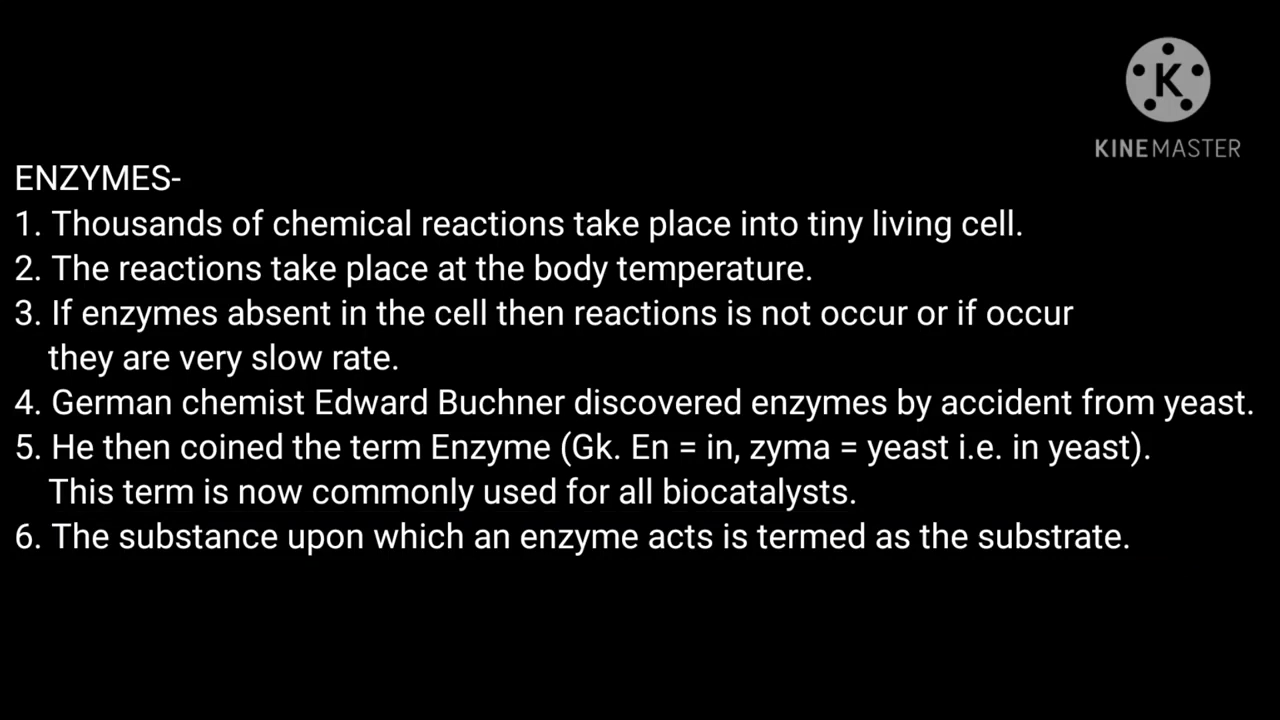 K
KINEMASTER
ENZYMES-
1. Thousands of chemical reactions take place into tiny living cell.
2. The reactions take place at the body temperature.
3. If enzymes absent in the cell then reactions is not occur or if occur
they are very slow rate.
4. German chemist Edward Buchner discovered enzymes by accident from yeast.
5. He then coined the term Enzyme (Gk. En = in, zyma = yeast i.e. in yeast).
This term is now commonly used for all biocatalysts.
6. The substance upon which an enzyme acts is termed as the substrate.